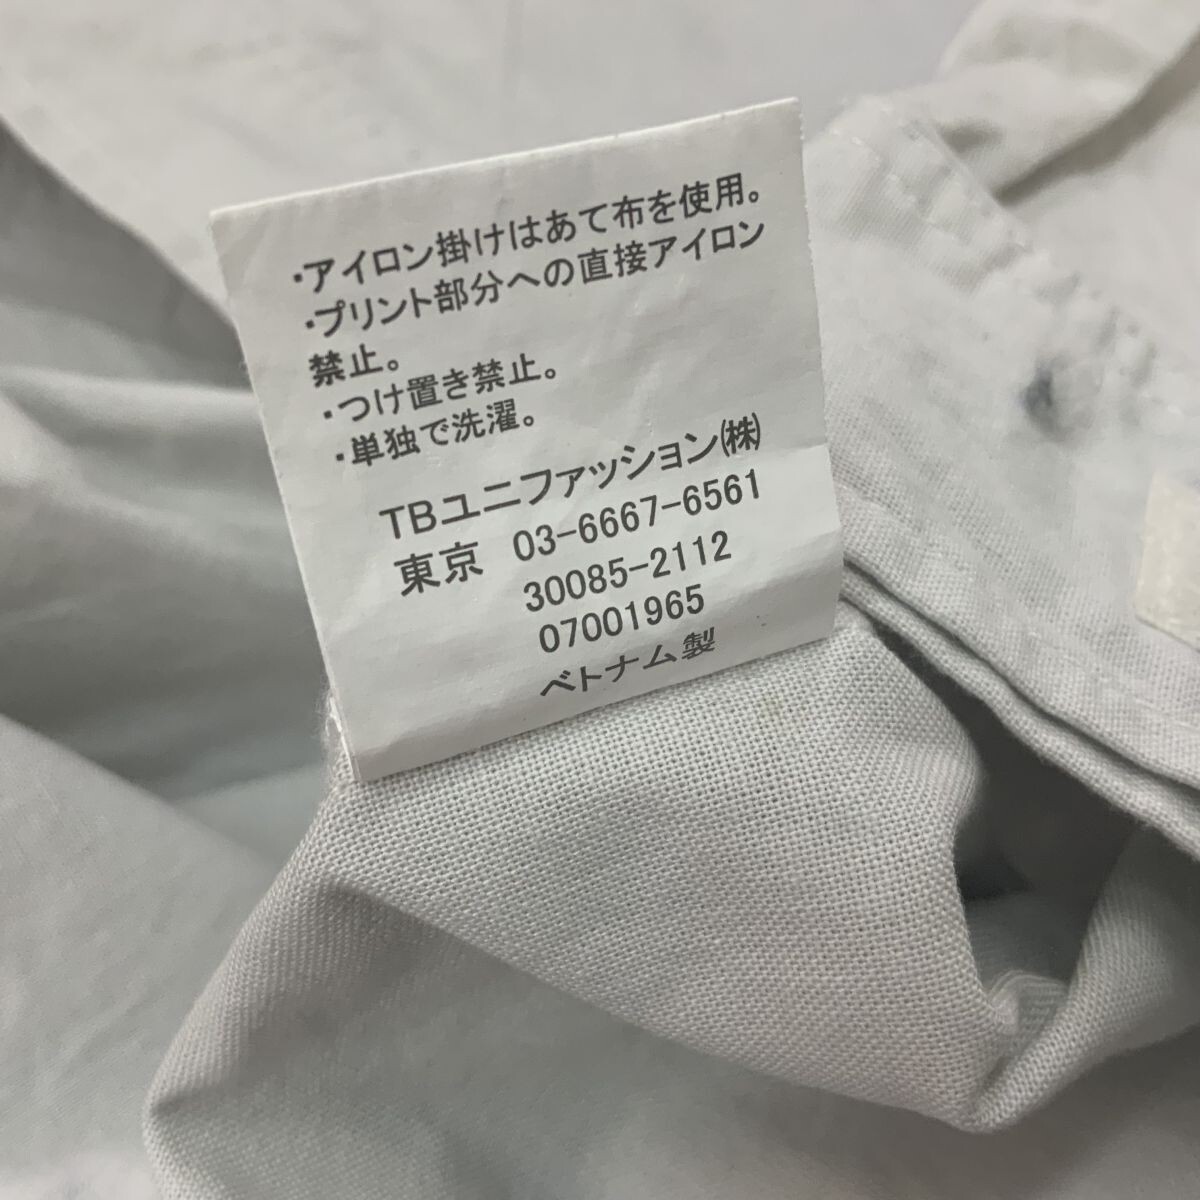 ・アイロン掛けはあて布を使用。
・プリント部分への直接アイロン
禁止。
・つけ置き禁止。
・単独で洗濯。
TBユニファッション㈱
東京 03-6667-6561
30085-2112
07001965
ベトナム製